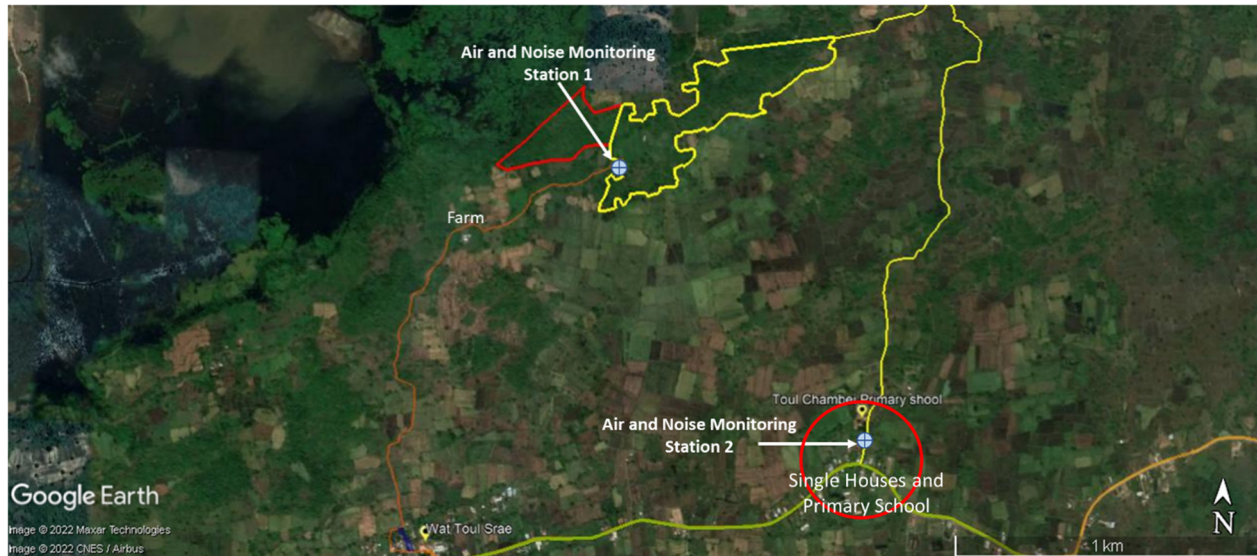 Air and Noise Monitoring
Station 1
Farm
Toul Chambei Primary shool
Air and Noise Monitoring
Station 2
Single Houses and
Primary School
Google Earth
Image © 2022 Maxar Technologies
Image © 2022 CNES / Airbus
Wat Toul Srae
N
1 km